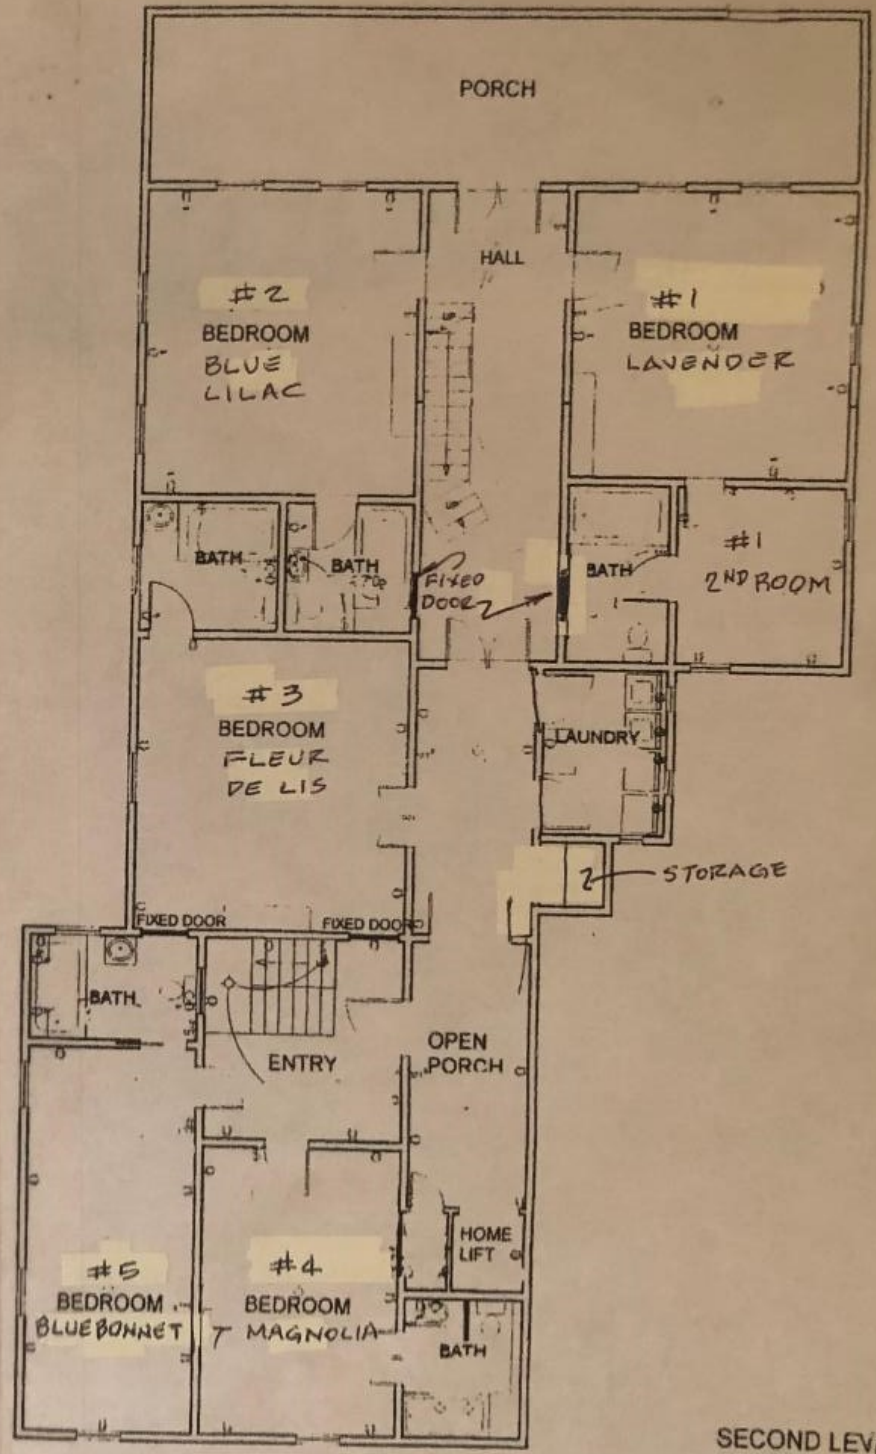 PORCH
HALL
#2
BEDROOM
BLUE
LILAC
#1
BEDROOM
LAVENDER
UP
BATH
BATH
FIXED
DOOR
BATH
#1
2ND ROOM
#3
BEDROOM
FLEUR
DE LIS
LAUNDRY
STORAGE
FIXED DOOR
FIXED DOOR
BATH
ENTRY
OPEN
PORCH
HOME
LIFT
#5
BEDROOM
BLUEBONNET
#4
BEDROOM
MAGNOLIA
BATH
SECOND LEV